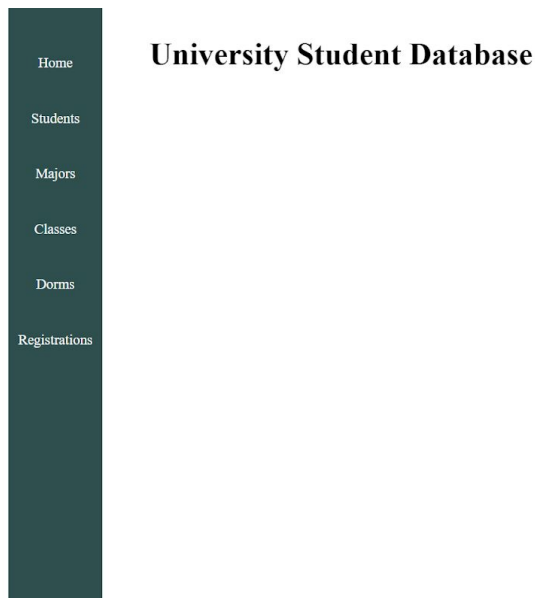 Home
University Student Database
Students
Majors
Classes
Dorms
Registrations